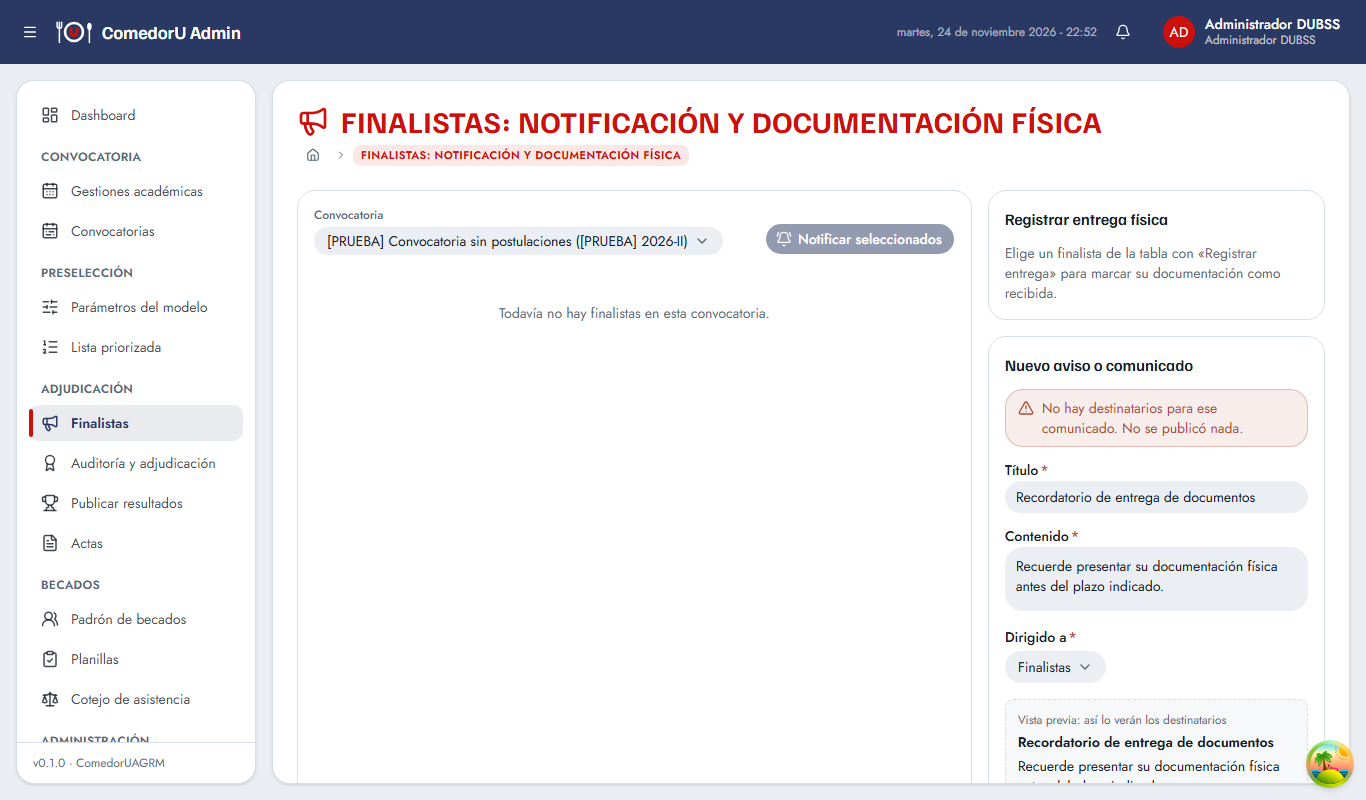 ComedorU Admin
martes, 24 de noviembre 2026 - 22:52
AD
Administrador DUBSS
Administrador DUBSS
Dashboard
CONVOCATORIA
Gestiones académicas
Convocatorias
PRESELECCIÓN
Parámetros del modelo
Lista priorizada
ADJUDICACIÓN
Finalistas
Auditoría y adjudicación
Publicar resultados
Actas
BECADOS
Padrón de becados
Planillas
Cotejo de asistencia
ADMINISTRACIÓN
v0.1.0 · ComedorUAGRM
FINALISTAS: NOTIFICACIÓN Y DOCUMENTACIÓN FÍSICA
FINALISTAS: NOTIFICACIÓN Y DOCUMENTACIÓN FÍSICA
Convocatoria
[PRUEBA] Convocatoria sin postulaciones ([PRUEBA] 2026-II)
Notificar seleccionados
Todavía no hay finalistas en esta convocatoria.
Registrar entrega física
Elige un finalista de la tabla con «Registrar
entrega» para marcar su documentación como
recibida.
Nuevo aviso o comunicado
No hay destinatarios para ese
comunicado. No se publicó nada.
Título *
Recordatorio de entrega de documentos
Contenido *
Recuerde presentar su documentación física
antes del plazo indicado.
Dirigido a *
Finalistas
Vista previa: así lo verán los destinatarios
Recordatorio de entrega de documentos
Recuerde presentar su documentación física